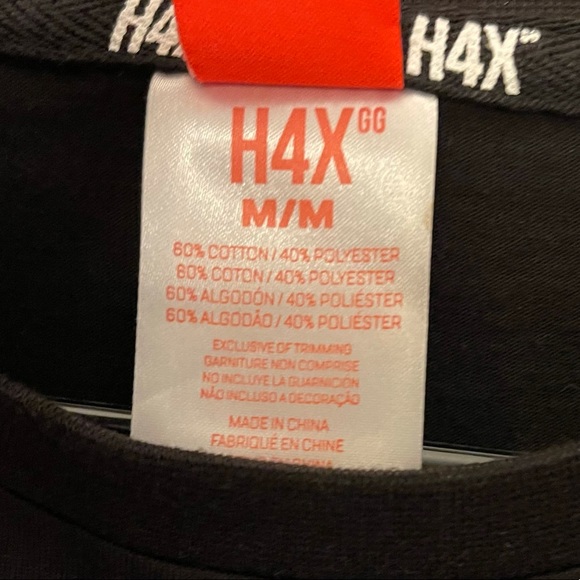 H4X
H4X
H4X GG
M/M
60% COTTON / 40% POLYESTER
60% COTON / 40% POLYESTER
60% ALGODÓN / 40% POLIÉSTER
60% ALGODÃO / 40% POLIÉSTER
EXCLUSIVE OF TRIMMING
GARNITURE NON COMPRISE
NO INCLUYE LA GUARNICION
NÃO INCLUSO A DECORAÇÃO
MADE IN CHINA
FABRIQUÉ EN CHINE